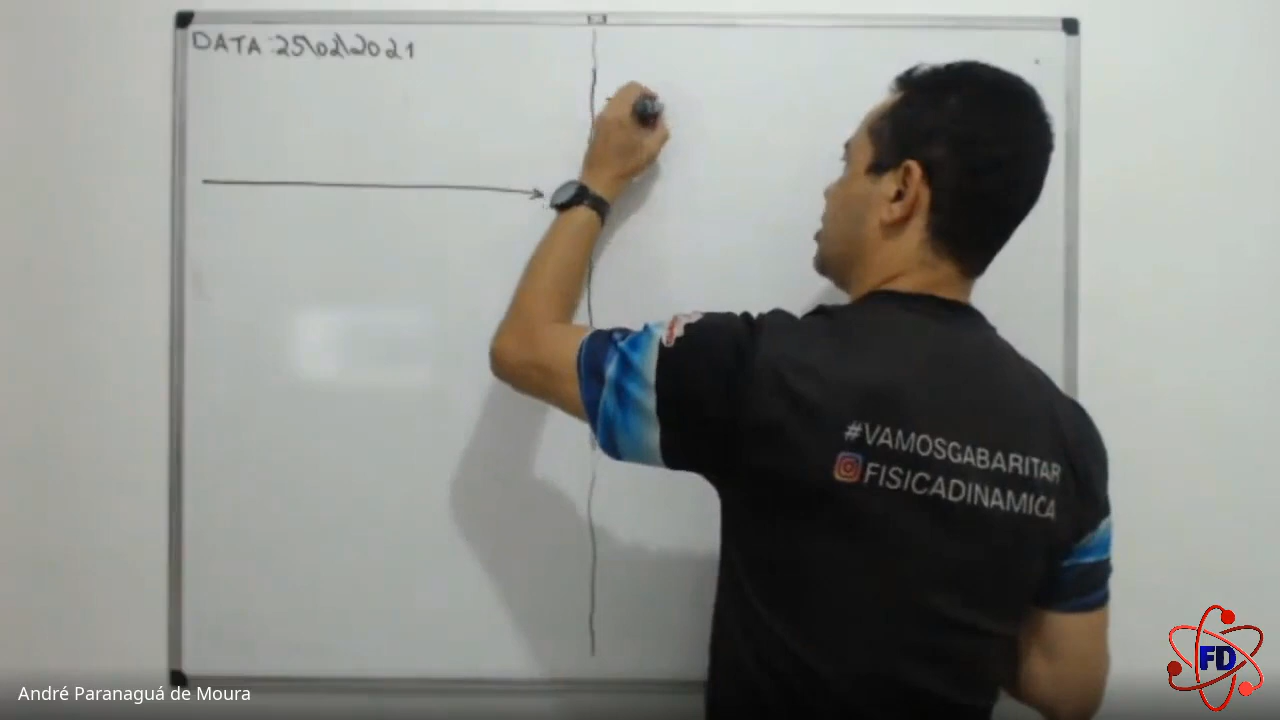 DATA: 25\02\2021
#VAMOSGABARITAR
FISICADINAMICA
André Paranaguá de Moura
FD